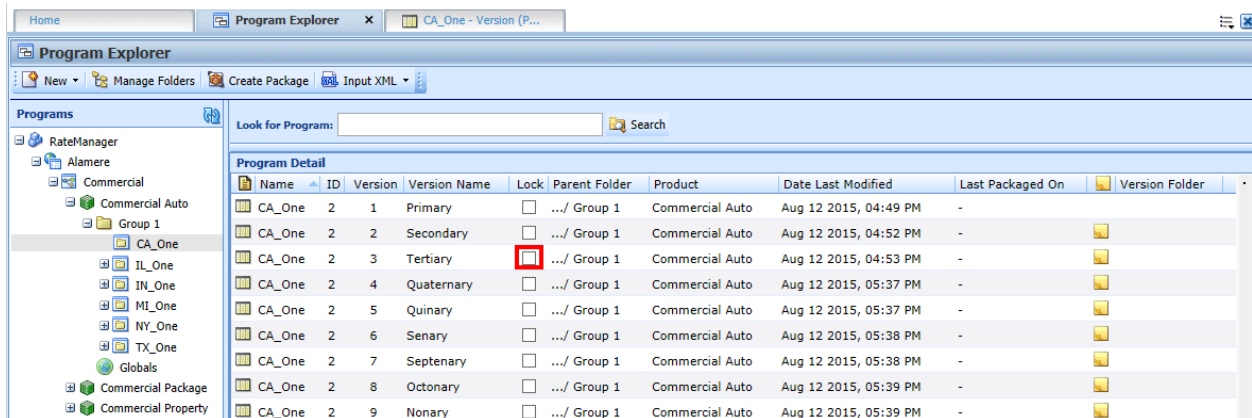 Home Program Explorer x CA_One - Version (P...
Program Explorer
New Manage Folders Create Package Input XML
Programs
Look for Program: Search
RateManager
Alamere
Commercial
Commercial Auto
Group 1
CA_One
IL_One
IN_One
MI_One
NY_One
TX_One
Globals
Commercial Package
Commercial Property
Program Detail
Name ID Version Version Name Lock Parent Folder Product Date Last Modified Last Packaged On Version Folder
CA_One 2 1 Primary .../ Group 1 Commercial Auto Aug 12 2015, 04:49 PM -
CA_One 2 2 Secondary .../ Group 1 Commercial Auto Aug 12 2015, 04:52 PM -
CA_One 2 3 Tertiary .../ Group 1 Commercial Auto Aug 12 2015, 04:53 PM -
CA_One 2 4 Quaternary .../ Group 1 Commercial Auto Aug 12 2015, 05:37 PM -
CA_One 2 5 Quinary .../ Group 1 Commercial Auto Aug 12 2015, 05:37 PM -
CA_One 2 6 Senary .../ Group 1 Commercial Auto Aug 12 2015, 05:38 PM -
CA_One 2 7 Septenary .../ Group 1 Commercial Auto Aug 12 2015, 05:38 PM -
CA_One 2 8 Octonary .../ Group 1 Commercial Auto Aug 12 2015, 05:39 PM -
CA_One 2 9 Nonary .../ Group 1 Commercial Auto Aug 12 2015, 05:39 PM -